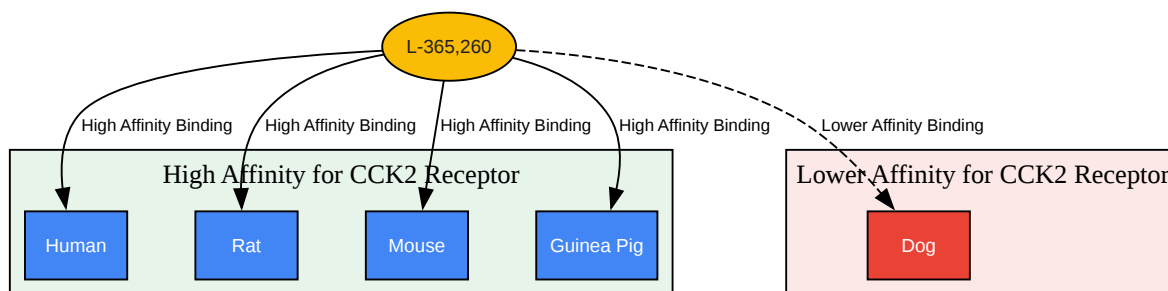 L-365,260
High Affinity Binding
High Affinity Binding
High Affinity Binding
High Affinity Binding
Lower Affinity Binding
High Affinity for CCK2 Receptor
Lower Affinity for CCK2 Receptor
Human
Rat
Mouse
Guinea Pig
Dog